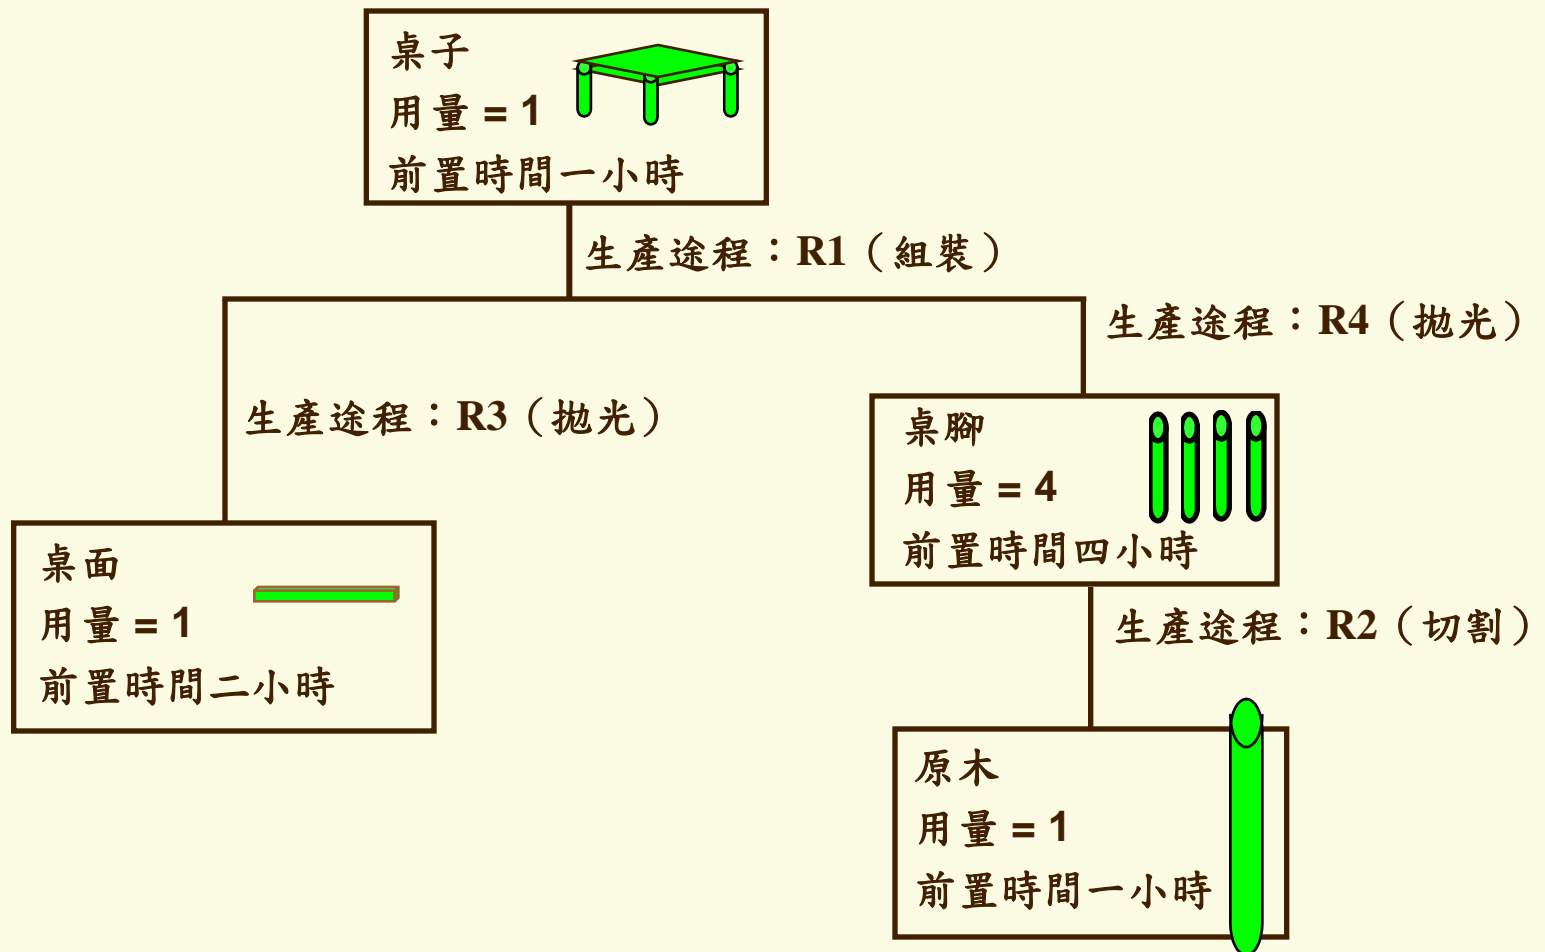 桌子
用量 = 1
前置時間一小時
生產途程：R1（組裝）
生產途程：R4（拋光）
生產途程：R3（拋光）
桌腳
用量 = 4
前置時間四小時
桌面
用量 = 1
前置時間二小時
生產途程：R2（切割）
原木
用量 = 1
前置時間一小時